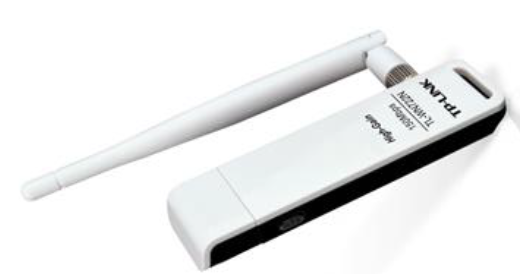 TP-LINK
TL-WN722N
150Mbps
High-Gain